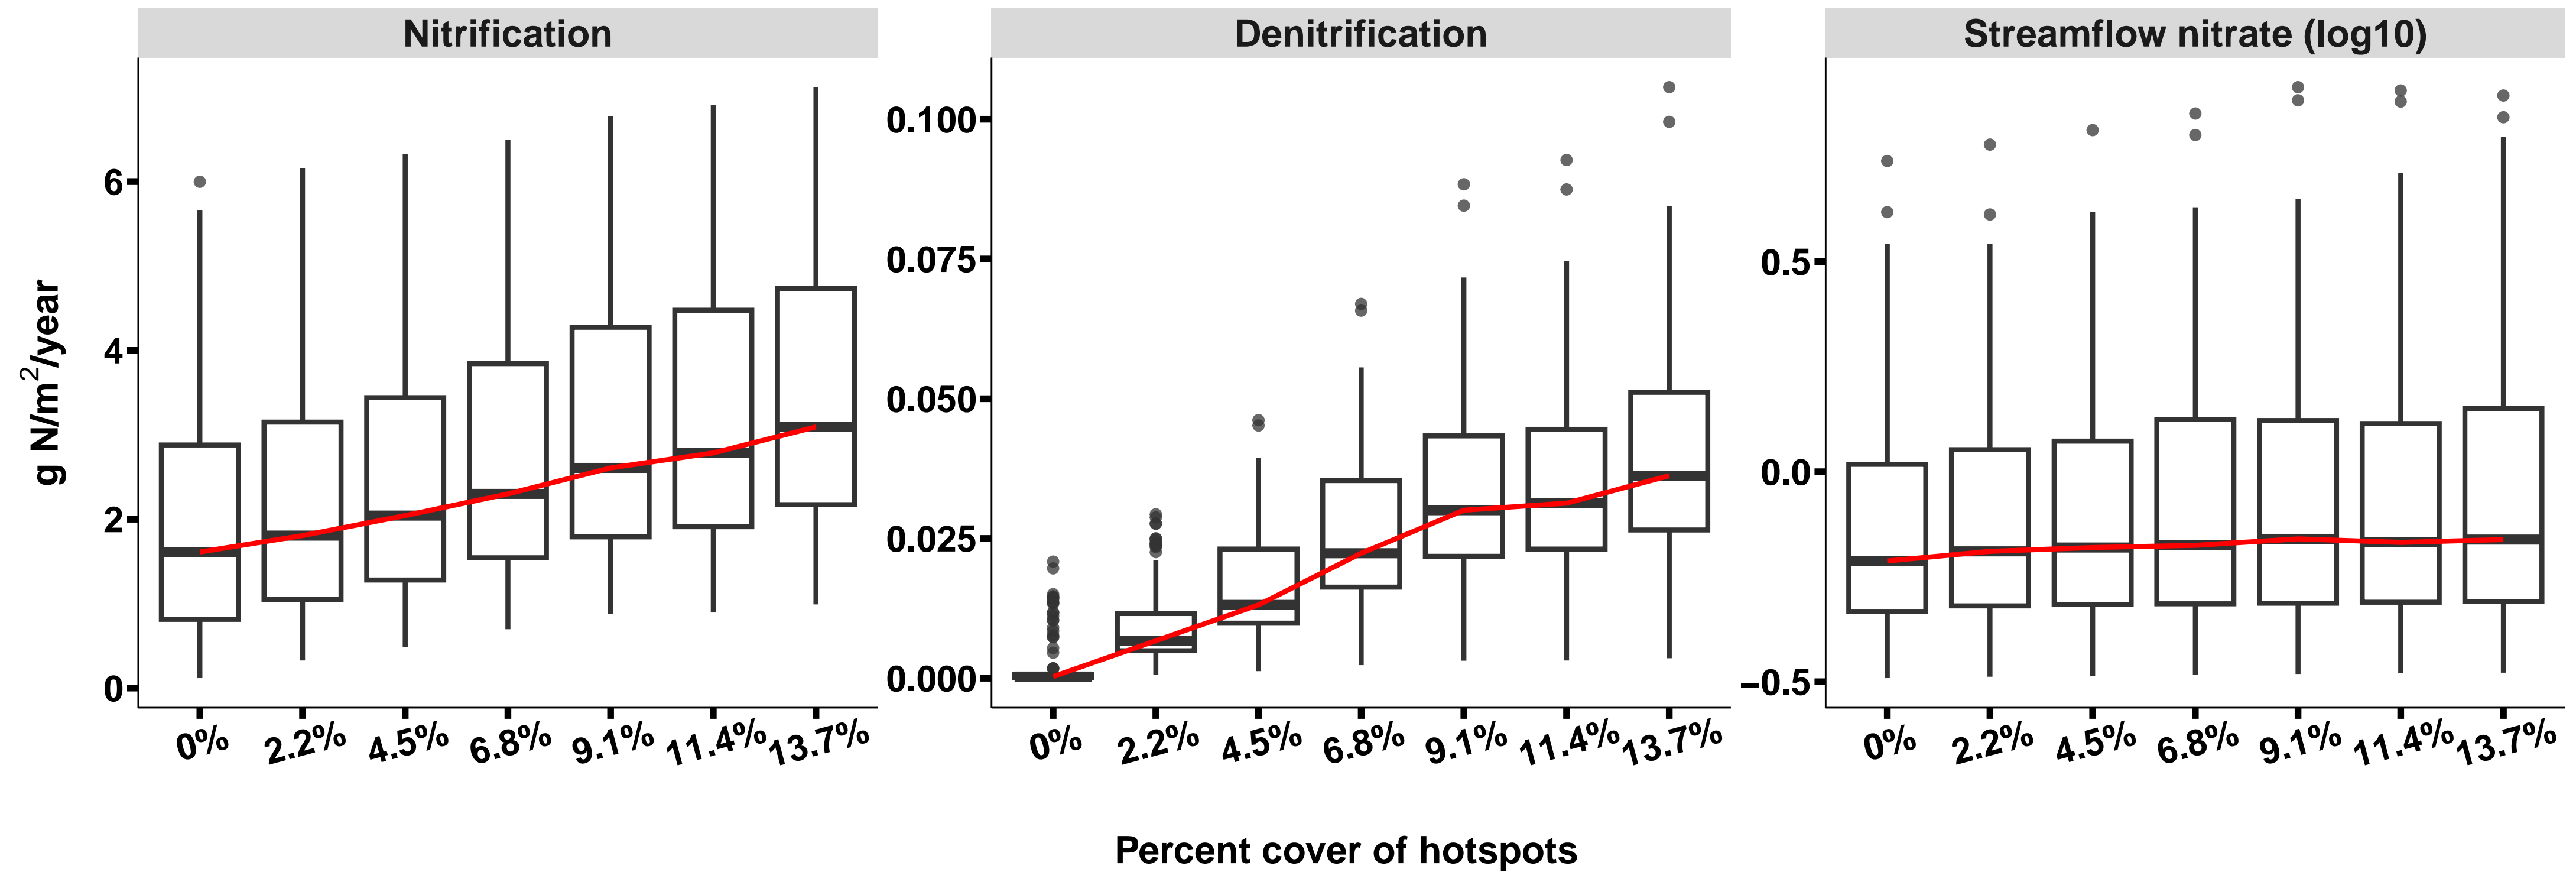 Nitrification
Denitrification
Streamflow nitrate (log10)
g N/m²/year
6
4
2
0
0% 2.2% 4.5% 6.8% 9.1% 11.4% 13.7%
0.100
0.075
0.050
0.025
0.000
0% 2.2% 4.5% 6.8% 9.1% 11.4% 13.7%
0.5
0.0
−0.5
0% 2.2% 4.5% 6.8% 9.1% 11.4% 13.7%
Percent cover of hotspots